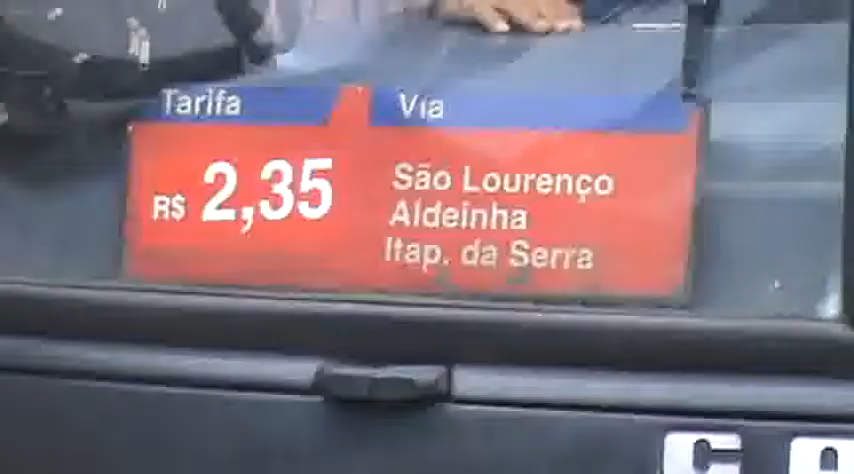 Tarifa
R$ 2,35
Via
São Lourenço
Aldeinha
Itap. da Serra